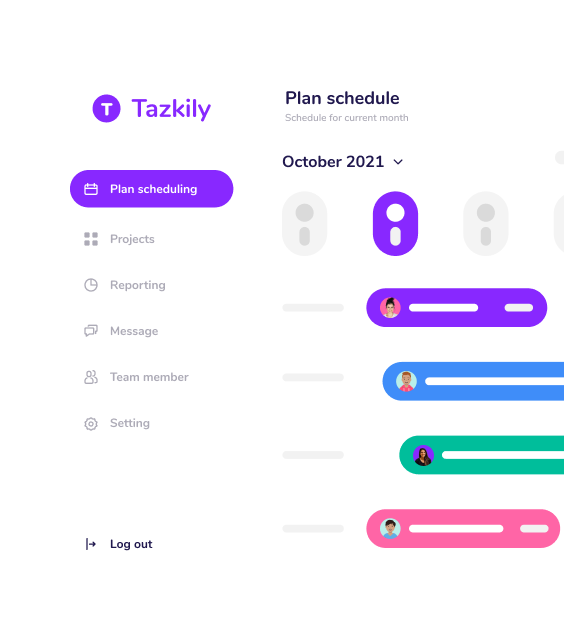 Tazkily
Plan scheduling
Projects
Reporting
Message
Team member
Setting
Log out
Plan schedule
Schedule for current month
October 2021